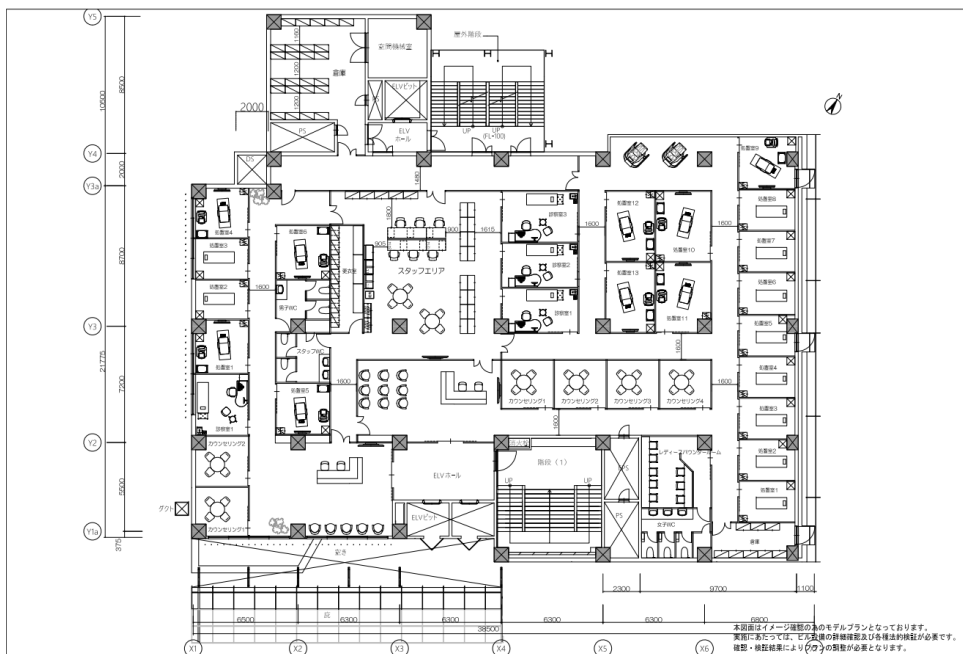 Y5
屋外階段
空調機械室
倉庫
1160
1200
1200
8500
10500
2000
ELVピット
PS
ELV
ホール
UP
UP
(FL+100)
Y4
DS
処置室9
2000
1480
Y3a
処置室4
処置室3
処置室2
処置室6
1600
男子WC
更衣室
905
1800
900
1615
スタッフエリア
診察室3
診察室2
診察室1
1600
処置室12
処置室10
処置室13
処置室11
1600
処置室8
処置室7
処置室6
処置室5
8700
Y3
21775
スタッフWC
処置室1
1600
1600
処置室4
7200
診察室1
処置室5
1600
カウンセリング1
カウンセリング2
カウンセリング3
カウンセリング4
1600
処置室3
Y2
カウンセリング2
ELVホール
階段（1）
UP
UP
レディースパウダールーム
処置室2
処置室1
5500
カウンセリング1
ダクト
ELVピット
PS
女子WC
倉庫
Y1a
375
2300
9700
1100
6500
6300
6300
6300
6800
38500
X1
X2
X3
X4
X5
X6
本図面はイメージ確認の為のモデルプランとなっております。
実施にあたっては、ビル設備の詳細確認及び各種法的検証が必要です。
確認・検証結果によりプランの調整が必要となります。